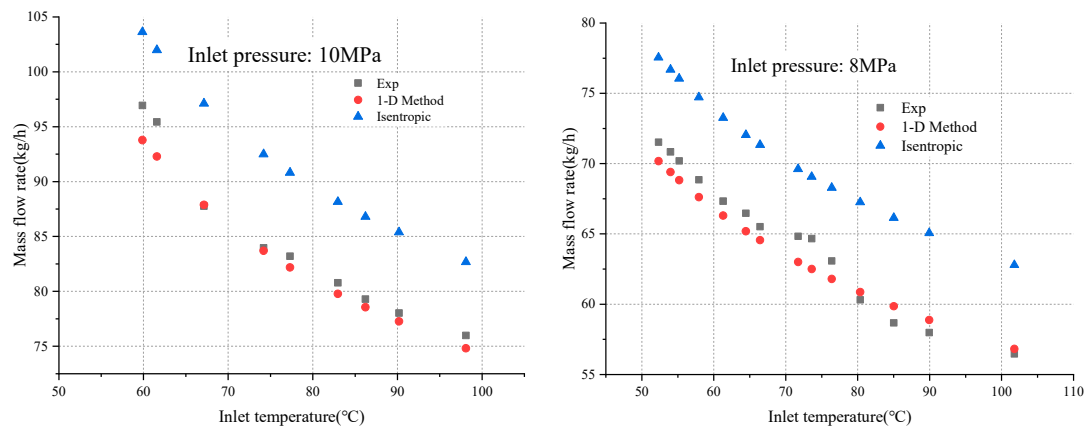 Inlet pressure: 10MPa
Exp
1-D Method
Isentropic
Mass flow rate(kg/h)
105
100
95
90
85
80
75
50
60
70
80
90
100
Inlet temperature(°C)
Inlet pressure: 8MPa
Exp
1-D Method
Isentropic
Mass flow rate(kg/h)
80
75
70
65
60
55
50
60
70
80
90
100
110
Inlet temperature(°C)